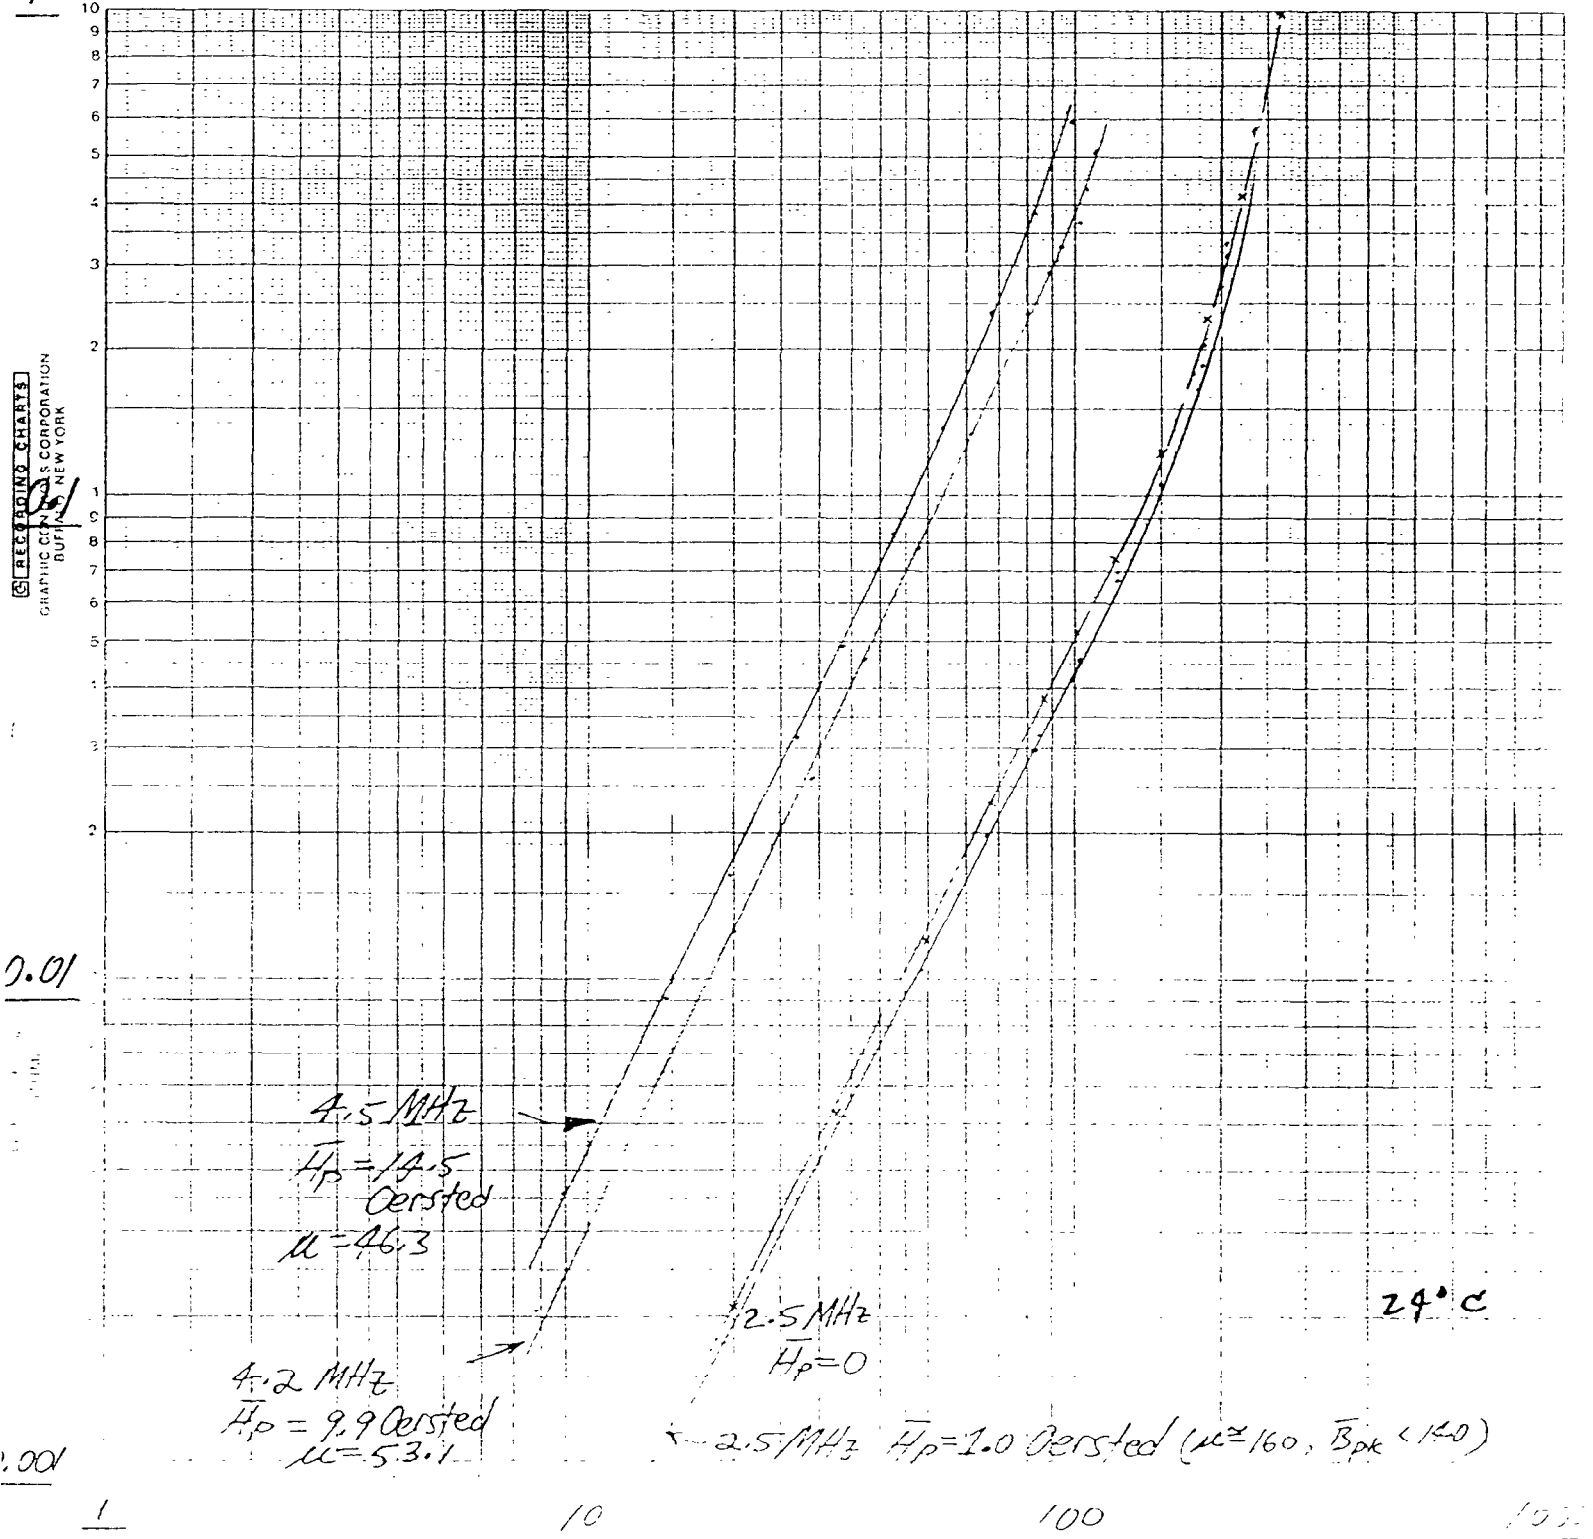 10
9
8
7
6
5
4
3
2
1
9
8
7
6
5
3
2
RECORDING CHARTS
GRAPHIC CONTROLS CORPORATION
BUFFALO, NEW YORK
0.1
0.01
4.5 MHz
H̅p = 14.5
Oersted
μ = 46.3
4.2 MHz
H̅p = 9.9 Oersted
μ = 53.1
2.5 MHz
H̅p = 0
24° C
2.5 MHz H̅p = 1.0 Oersted (μ ≅ 160, B̅pk < 140)
1
10
100